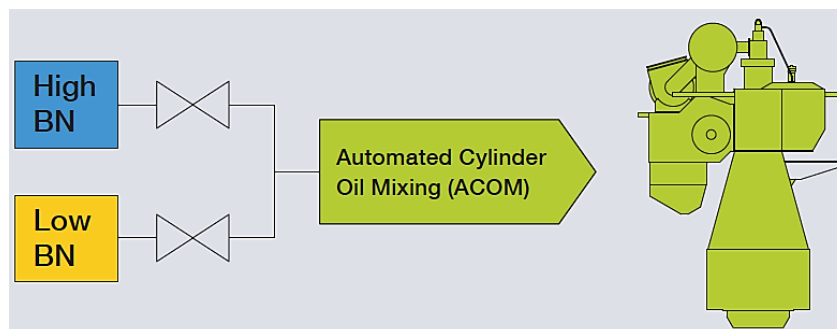 High
BN
Automated Cylinder
Oil Mixing (ACOM)
Low
BN